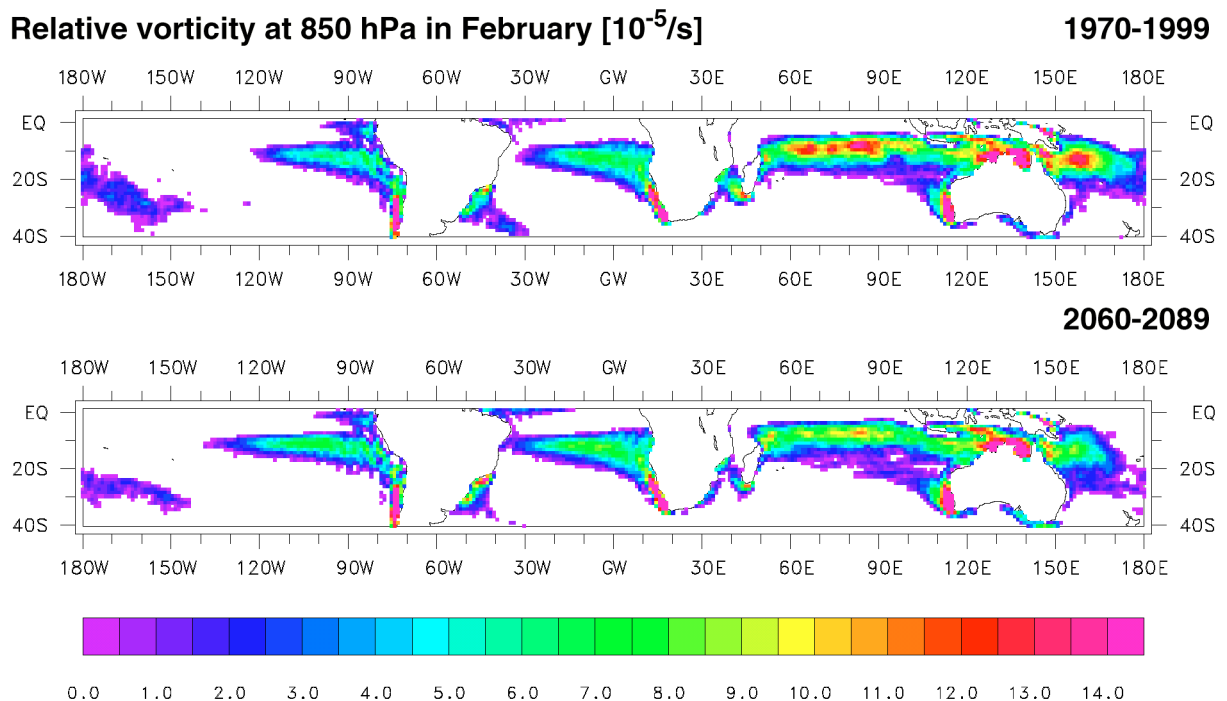 Relative vorticity at 850 hPa in February [10⁻⁵/s] 1970-1999
180W 150W 120W 90W 60W 30W GW 30E 60E 90E 120E 150E 180E
EQ EQ
20S 20S
40S 40S
180W 150W 120W 90W 60W 30W GW 30E 60E 90E 120E 150E 180E
2060-2089
180W 150W 120W 90W 60W 30W GW 30E 60E 90E 120E 150E 180E
EQ EQ
20S 20S
40S 40S
180W 150W 120W 90W 60W 30W GW 30E 60E 90E 120E 150E 180E
0.0 1.0 2.0 3.0 4.0 5.0 6.0 7.0 8.0 9.0 10.0 11.0 12.0 13.0 14.0